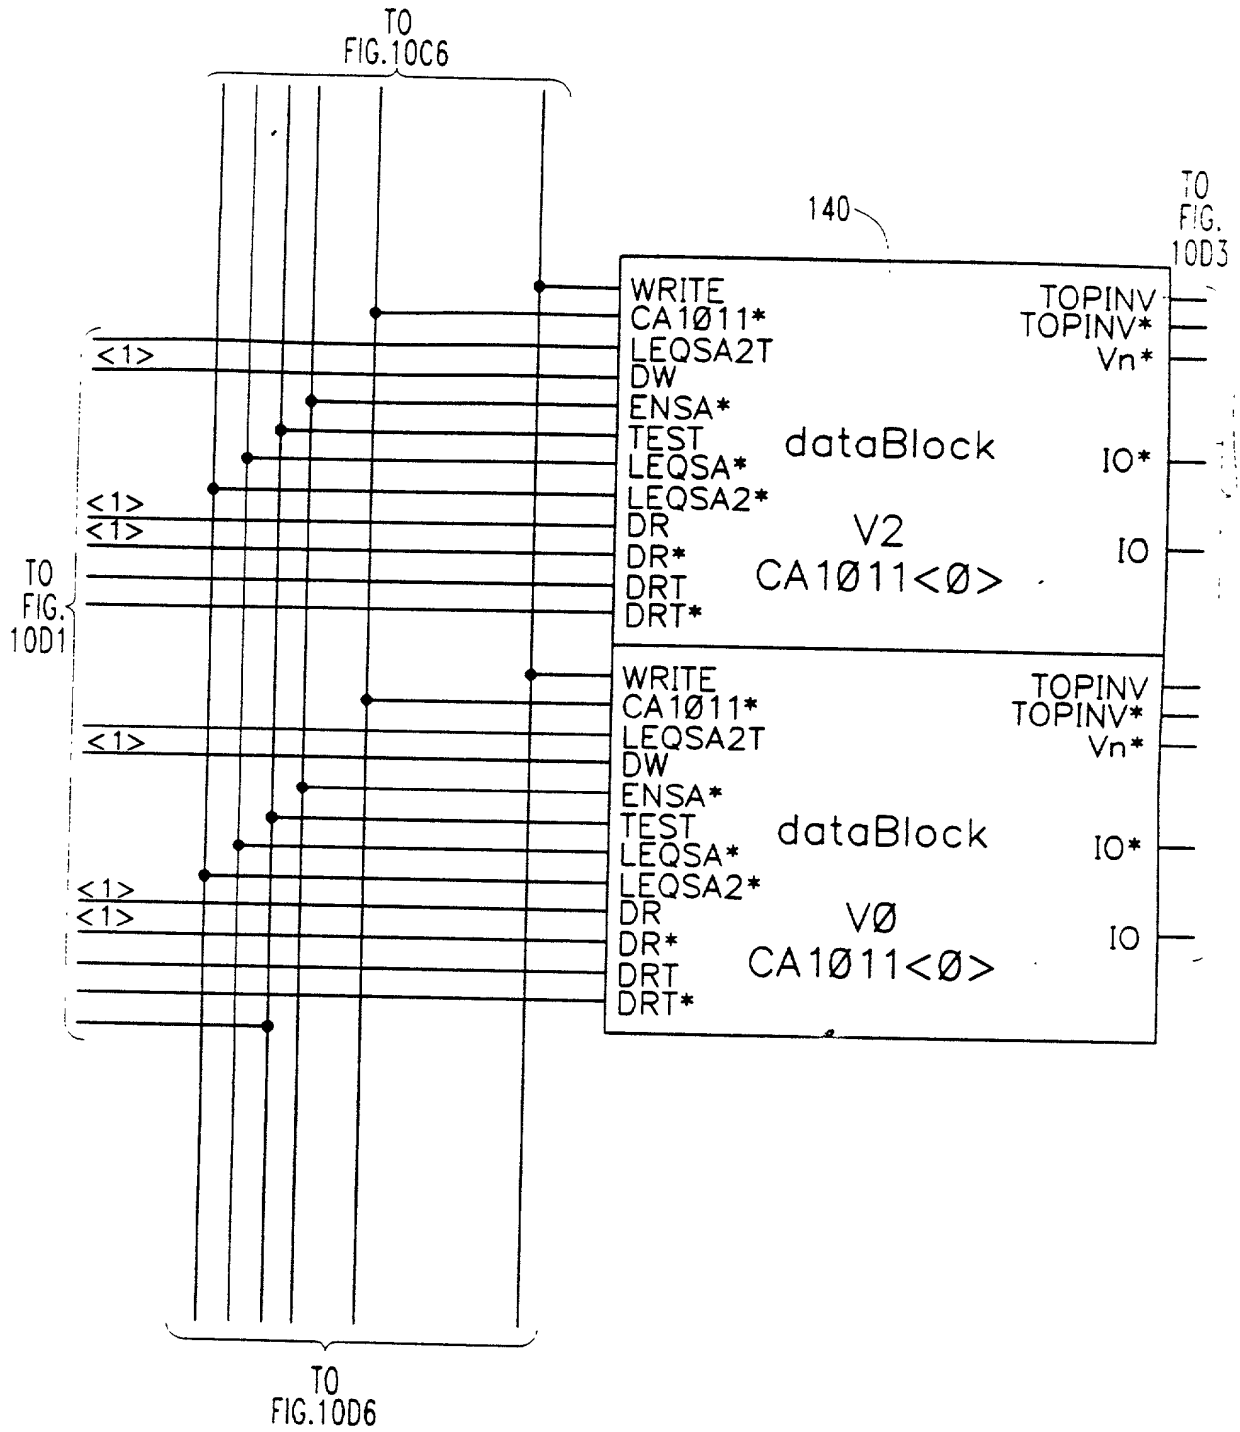 TO
FIG.10C6
140
TO
FIG.
10D3
WRITE
CA1Ø11*
LEQSA2T
<1>
DW
ENSA*
TEST
LEQSA*
LEQSA2*
<1>
DR
<1>
DR*
DRT
DRT*
TOPINV
TOPINV*
Vn*
dataBlock
IO*
V2
IO
CA1Ø11<Ø>
TO
FIG.
10D1
WRITE
CA1Ø11*
LEQSA2T
<1>
DW
ENSA*
TEST
LEQSA*
LEQSA2*
<1>
DR
<1>
DR*
DRT
DRT*
TOPINV
TOPINV*
Vn*
dataBlock
IO*
VØ
IO
CA1Ø11<Ø>
TO
FIG.10D6